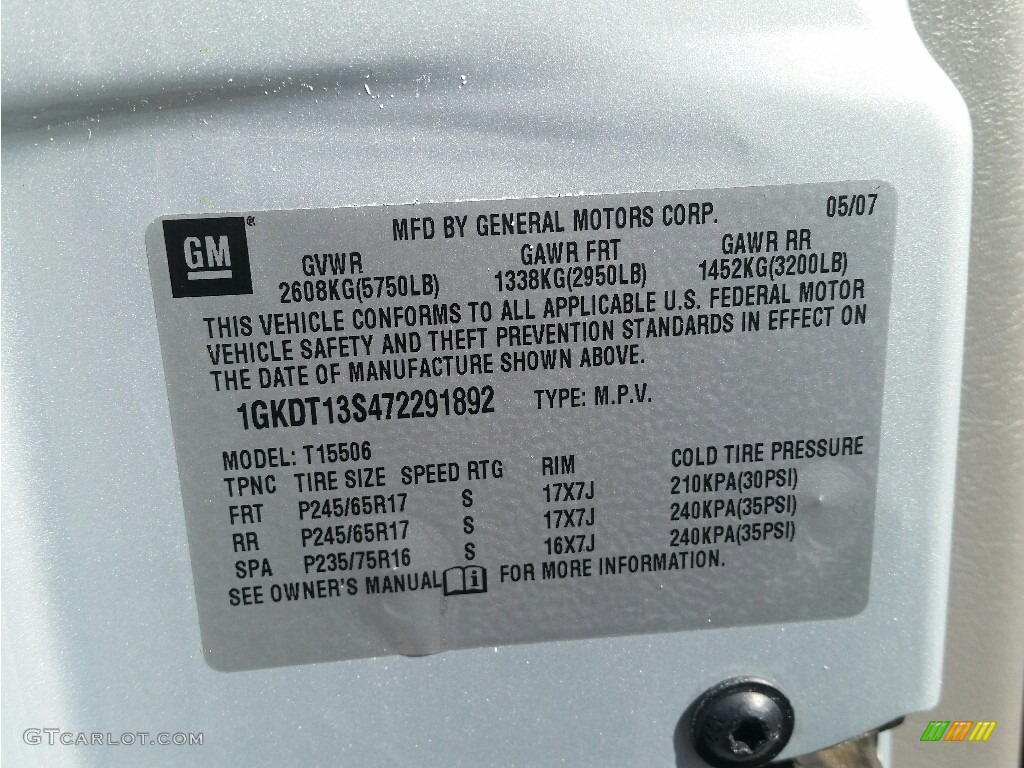 MFD BY GENERAL MOTORS CORP. 05/07
GM®
GVWR GAWR FRT GAWR RR
2608KG(5750LB) 1338KG(2950LB) 1452KG(3200LB)
THIS VEHICLE CONFORMS TO ALL APPLICABLE U.S. FEDERAL MOTOR
VEHICLE SAFETY AND THEFT PREVENTION STANDARDS IN EFFECT ON
THE DATE OF MANUFACTURE SHOWN ABOVE.
1GKDT13S472291892 TYPE: M.P.V.
MODEL: T15506
TPNC TIRE SIZE SPEED RTG RIM COLD TIRE PRESSURE
FRT P245/65R17 S 17X7J 210KPA(30PSI)
RR P245/65R17 S 17X7J 240KPA(35PSI)
SPA P235/75R16 S 16X7J 240KPA(35PSI)
SEE OWNER'S MANUAL i FOR MORE INFORMATION.
GTCARLOT.COM